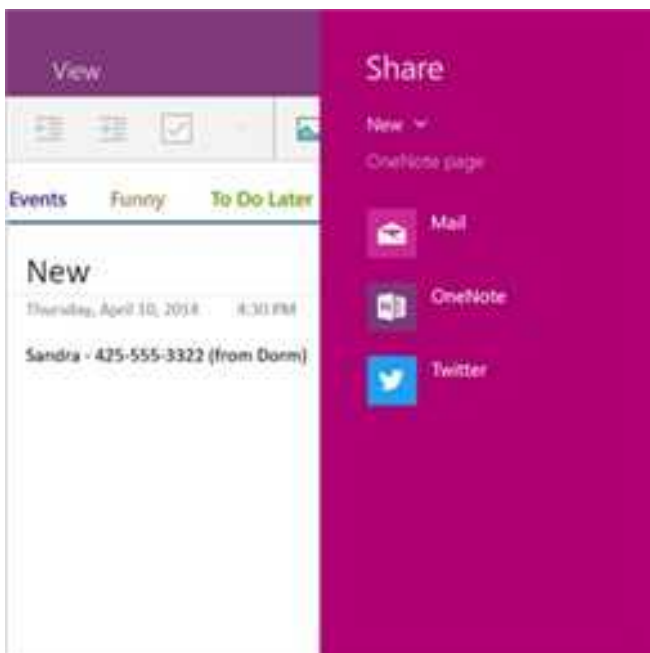 View
Events Funny To Do Later
New
Thursday, April 10, 2014 4:30 PM
Sandra - 425-555-3322 (from Dorm)
Share
New
OneNote page
Mail
OneNote
Twitter